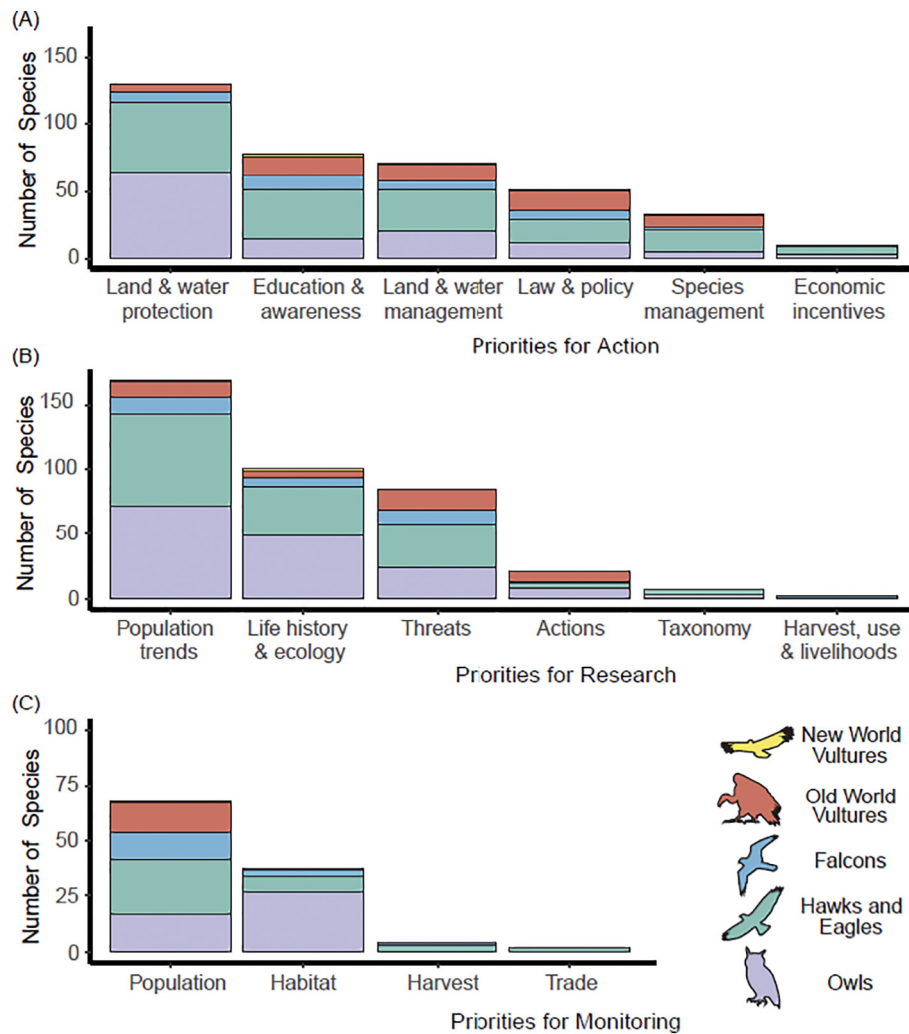 (A)
Number of Species
150
100
50
0
Land & water protection
Education & awareness
Land & water management
Law & policy
Species management
Economic incentives
Priorities for Action
(B)
Number of Species
150
100
50
0
Population trends
Life history & ecology
Threats
Actions
Taxonomy
Harvest, use & livelihoods
Priorities for Research
(C)
Number of Species
100
75
50
25
0
Population
Habitat
Harvest
Trade
Priorities for Monitoring
New World
Vultures
Old World
Vultures
Falcons
Hawks and
Eagles
Owls